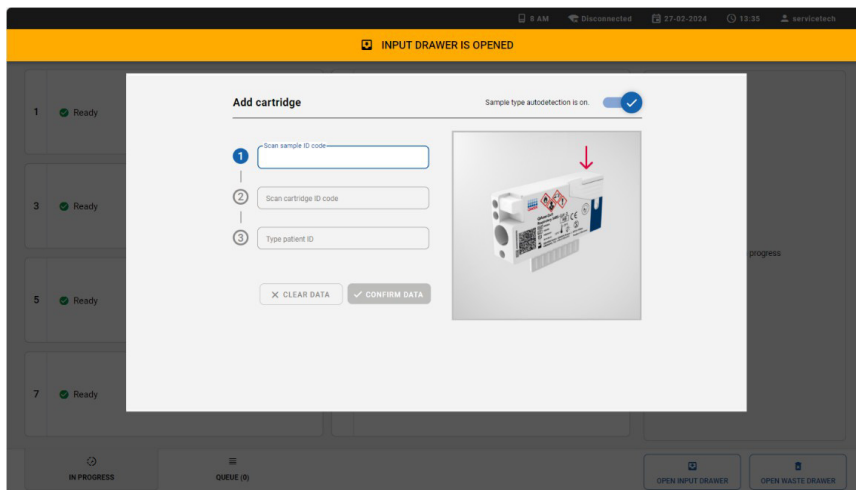 8 AM Disconnected 27-02-2024 13:35 servicetech
INPUT DRAWER IS OPENED
Add cartridge
Sample type autodetection is on.
1 Ready
1 Scan sample ID code
2 Scan cartridge ID code
3 Ready
3 Type patient ID
progress
5 Ready
CLEAR DATA
CONFIRM DATA
7 Ready
IN PROGRESS
QUEUE (0)
OPEN INPUT DRAWER
OPEN WASTE DRAWER